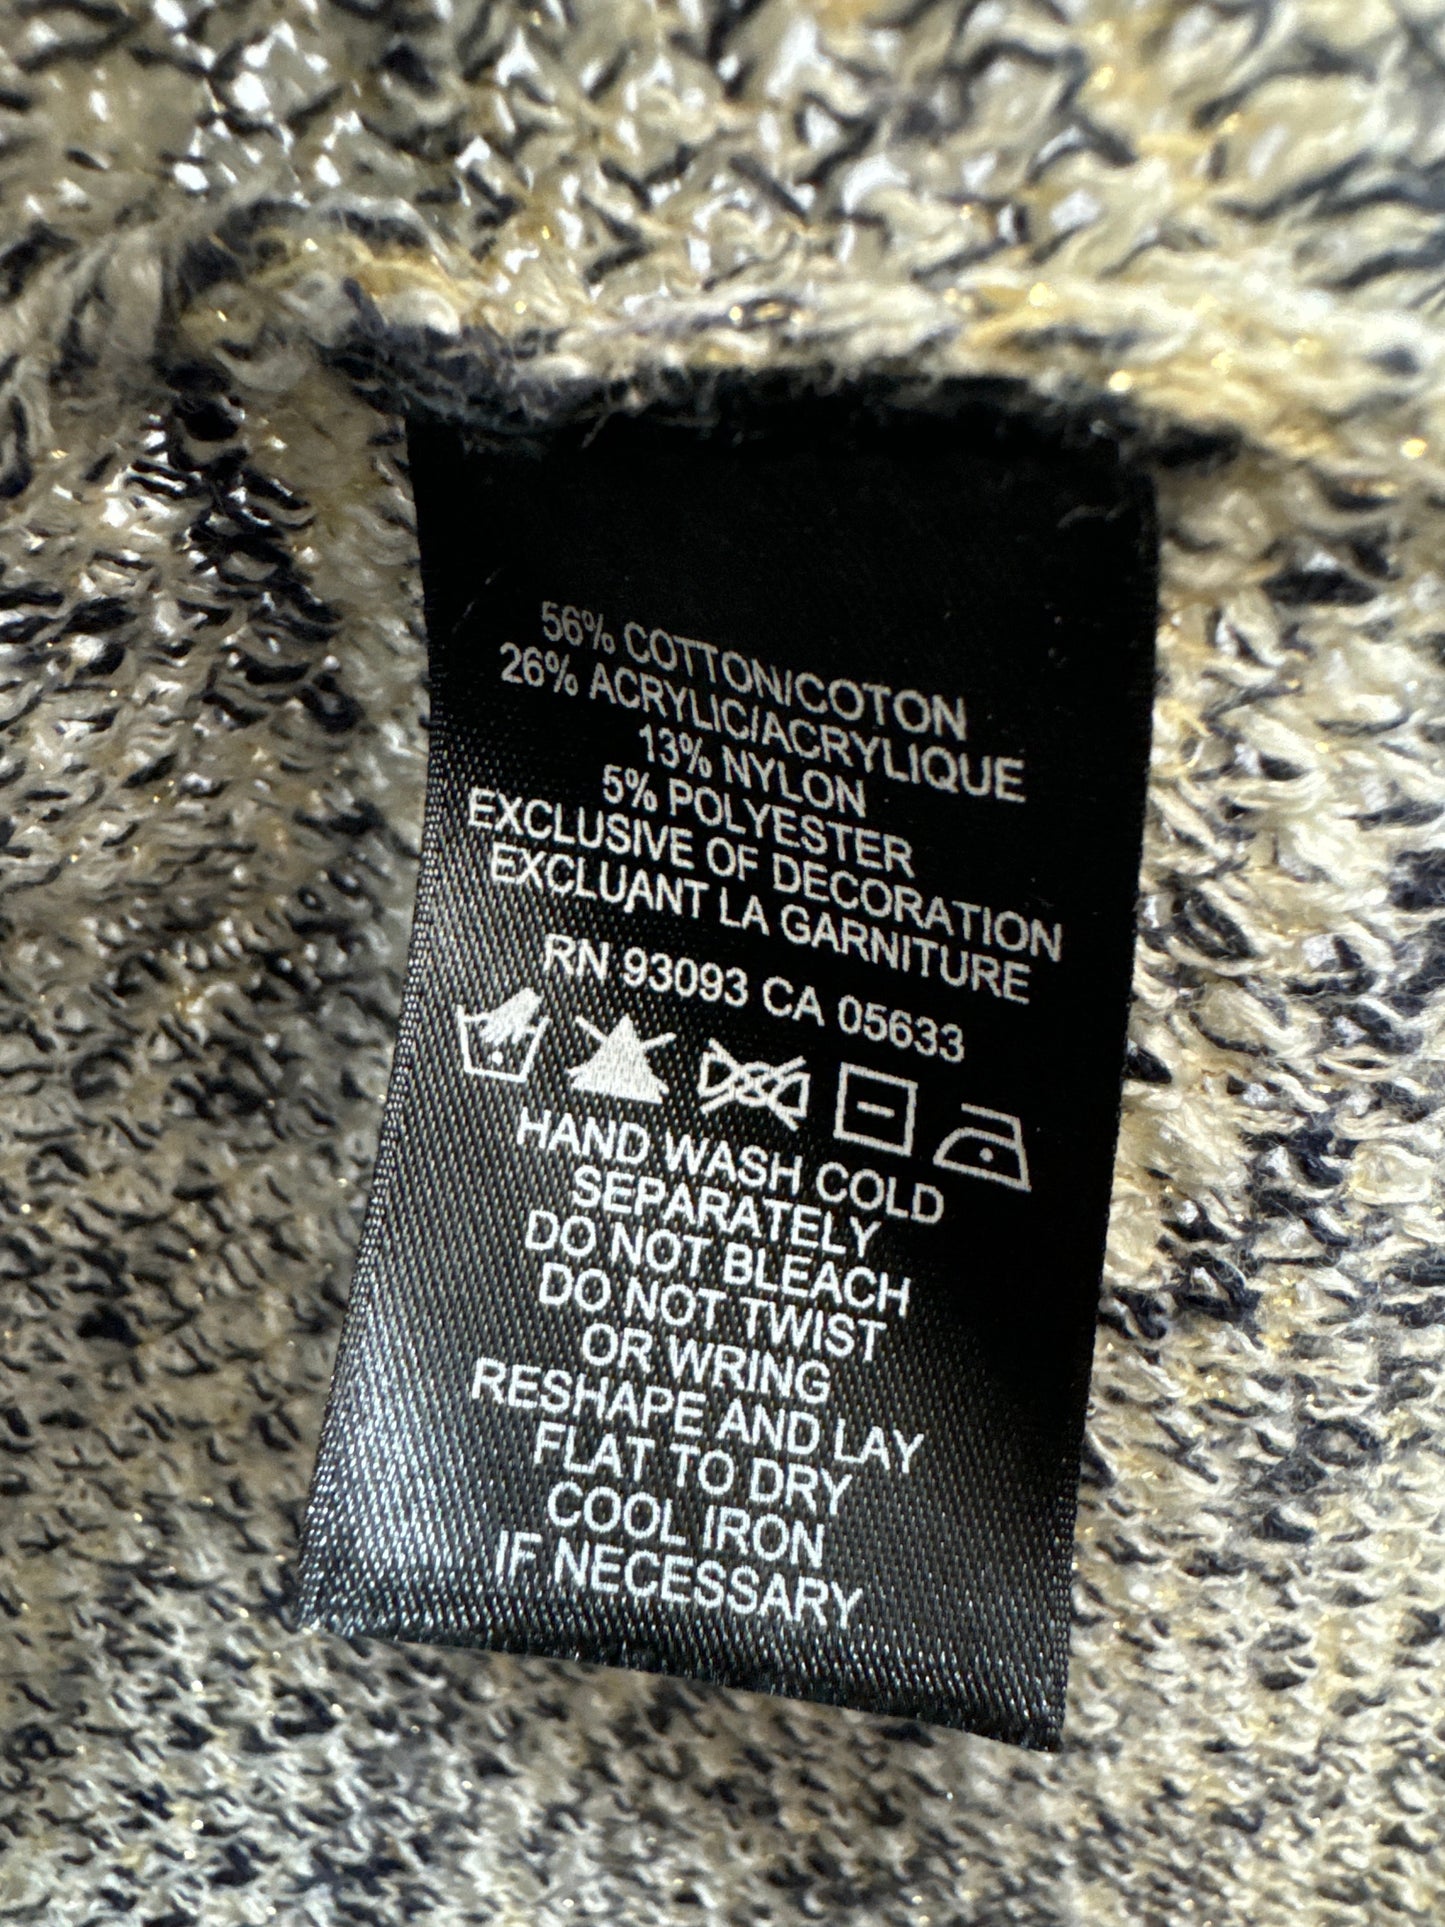 56% COTTON/COTON
26% ACRYLIC/ACRYLIQUE
13% NYLON
5% POLYESTER
EXCLUSIVE OF DECORATION
EXCLUANT LA GARNITURE
RN 93093 CA 05633
HAND WASH COLD
SEPARATELY
DO NOT BLEACH
DO NOT TWIST
OR WRING
RESHAPE AND LAY
FLAT TO DRY
COOL IRON
IF NECESSARY